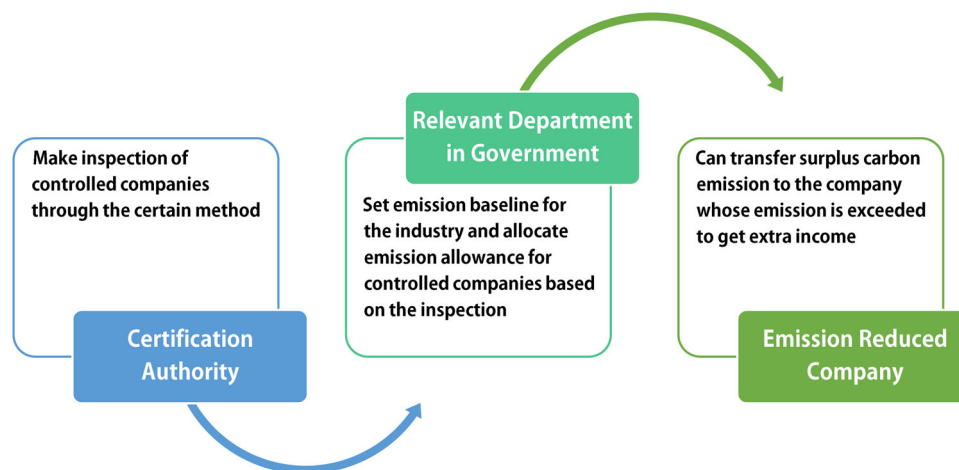 Make inspection of
controlled companies
through the certain method
Certification
Authority
Relevant Department
in Government
Set emission baseline for
the industry and allocate
emission allowance for
controlled companies based
on the inspection
Can transfer surplus carbon
emission to the company
whose emission is exceeded
to get extra income
Emission Reduced
Company